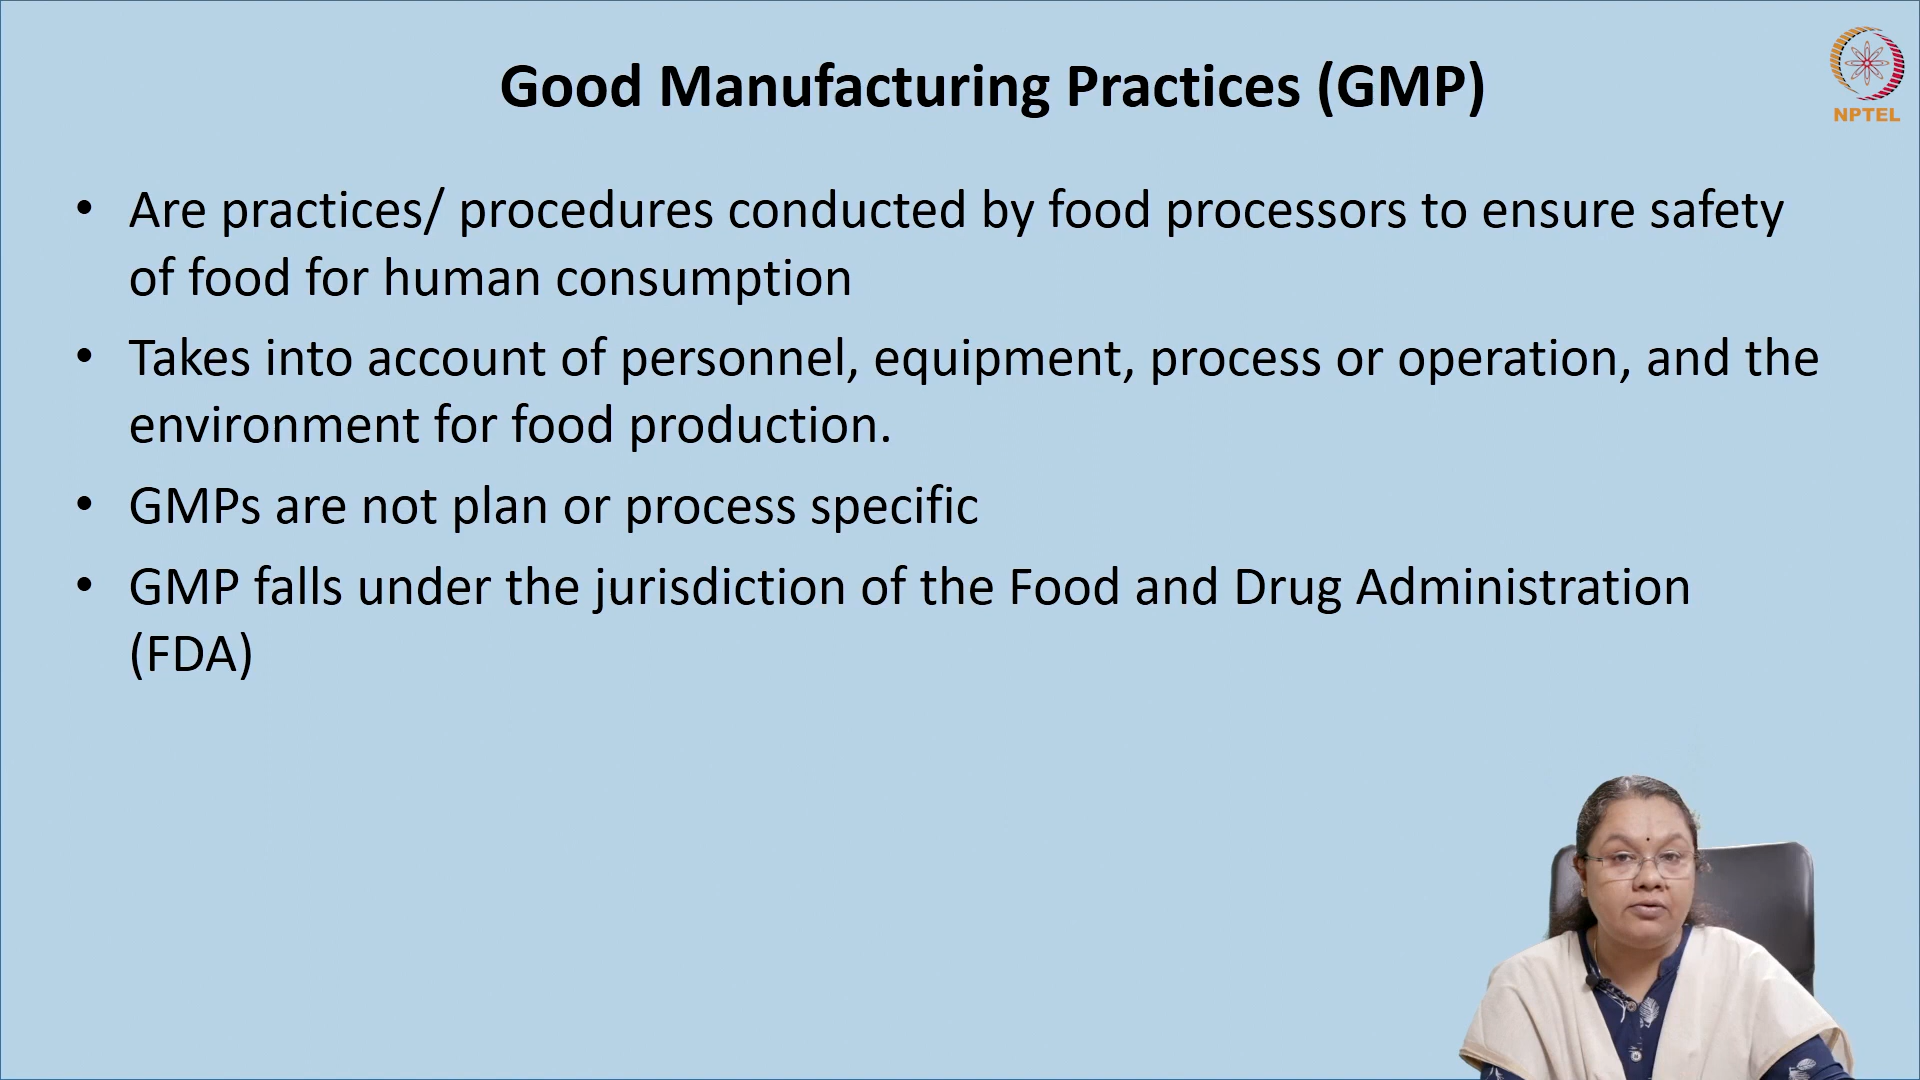 Good Manufacturing Practices (GMP)
NPTEL
• Are practices/ procedures conducted by food processors to ensure safety
of food for human consumption
• Takes into account of personnel, equipment, process or operation, and the
environment for food production.
• GMPs are not plan or process specific
• GMP falls under the jurisdiction of the Food and Drug Administration
(FDA)